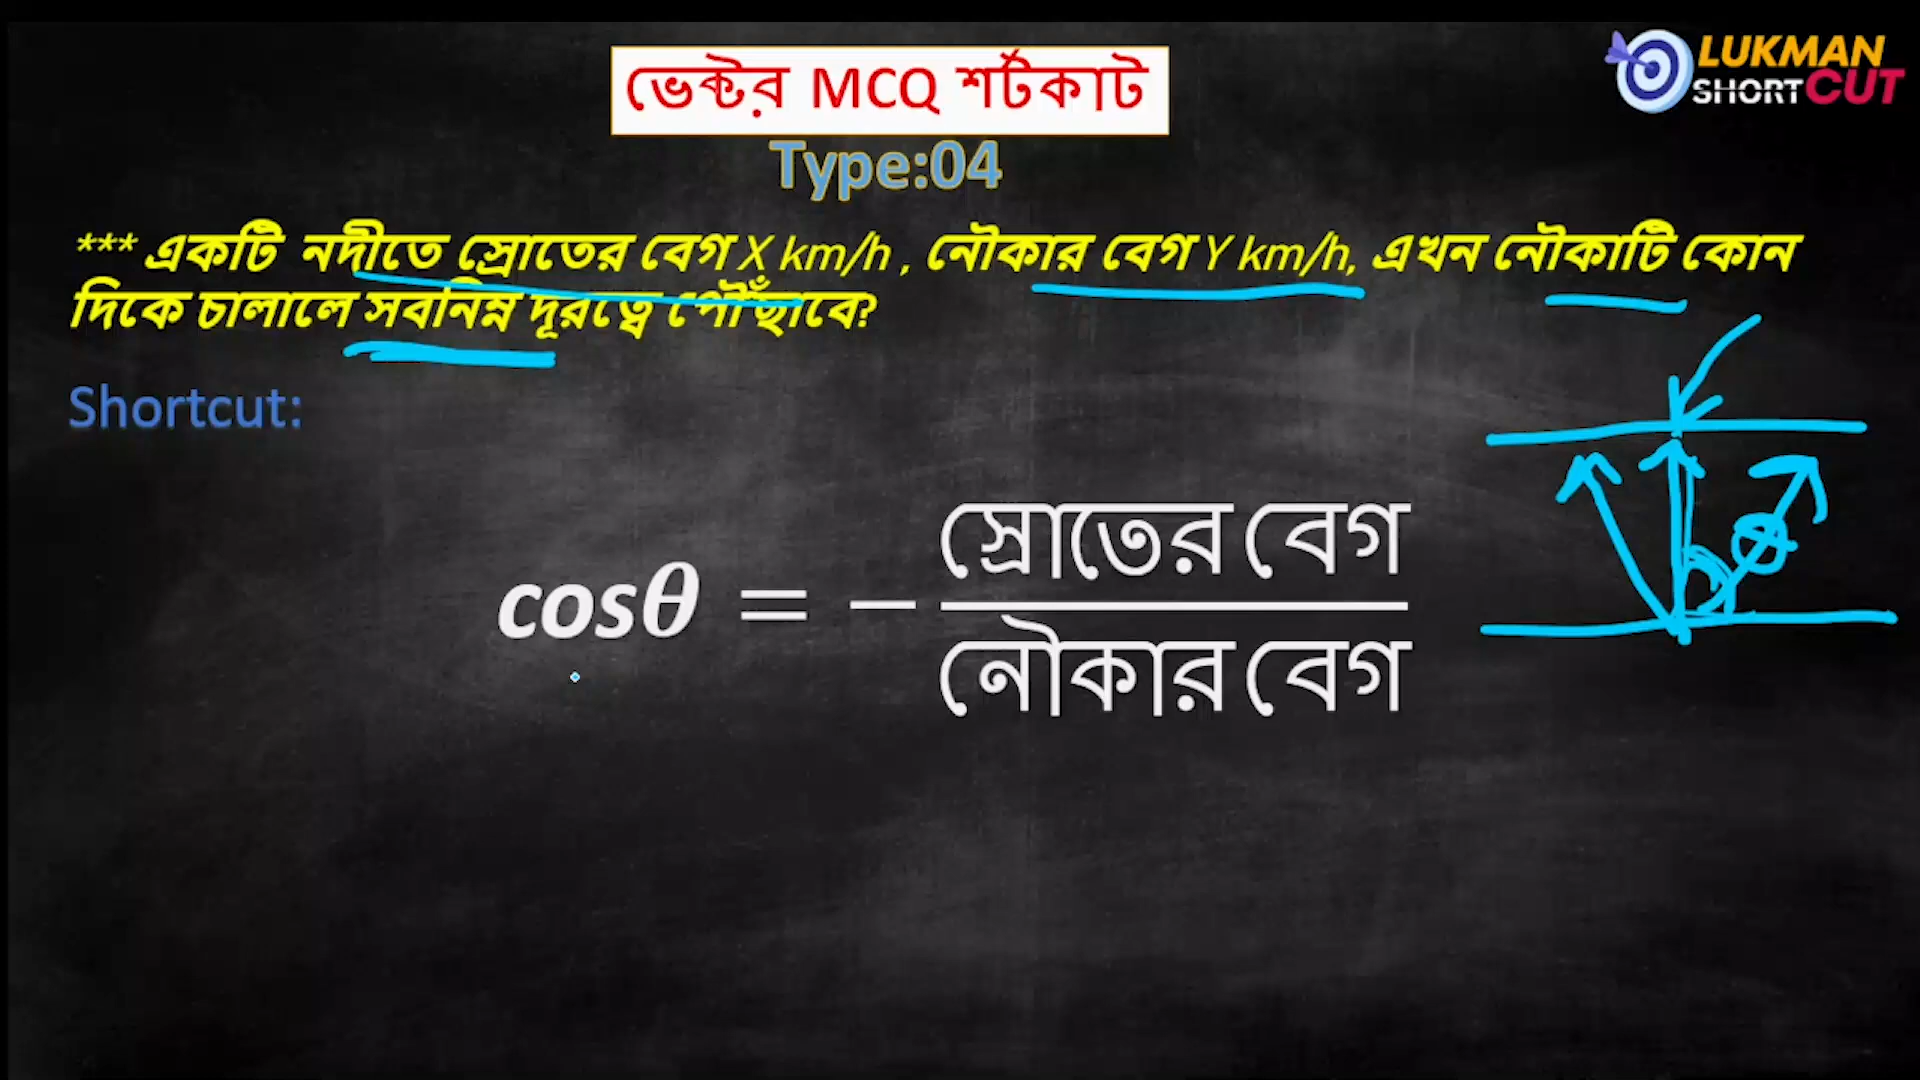 ভেক্টর MCQ শর্টকাট
LUKMAN
SHORTCUT
Type:04
*** একটি নদীতে স্রোতের বেগ X km/h , নৌকার বেগ Y km/h, এখন নৌকাটি কোন
দিকে চালালে সবনিম্ন দূরত্বে পৌঁছাবে?
Shortcut:
cosθ = − স্রোতের বেগ
নৌকার বেগ